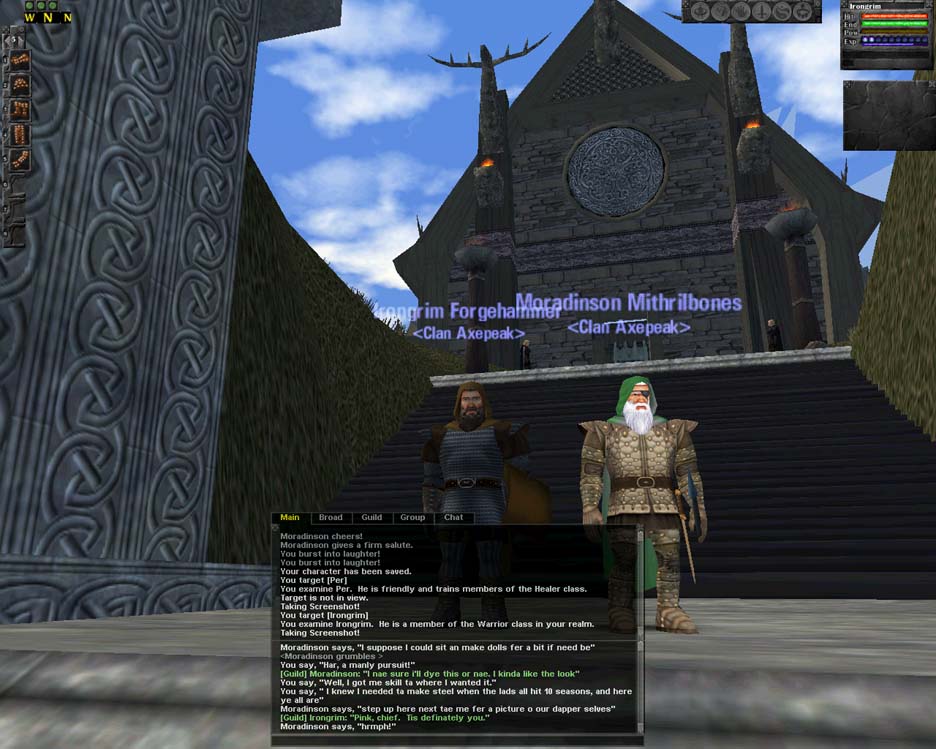 W N N
Irongrim
Hit
End
Pow
Exp
Irongrim Forgehammer
<Clan Axepeak>
Moradinson Mithrilbones
<Clan Axepeak>
Main Broad Guild Group Chat
Moradinson cheers!
Moradinson gives a firm salute.
You burst into laughter!
You burst into laughter!
Your character has been saved.
You target [Per]
You examine Per. He is friendly and trains members of the Healer class.
Target is not in view.
Taking Screenshot!
You target [Irongrim]
You examine Irongrim. He is a member of the Warrior class in your realm.
Taking Screenshot!
Moradinson says, "I suppose I could sit an make dolls fer a bit if need be"
<Moradinson grumbles >
You say, "Har, a manly pursuit!"
[Guild] Moradinson: "I nae sure i'll dye this or nae. I kinda like the look"
You say, "Well, I got me skill ta where I wanted it."
You say, " I knew I needed ta make steel when the lads all hit 10 seasons, and here
ye all are"
Moradinson says, "step up here next tae me fer a picture o our dapper selves"
[Guild] Irongrim: "Pink, chief. Tis definately you."
Moradinson says, "hrmph!"